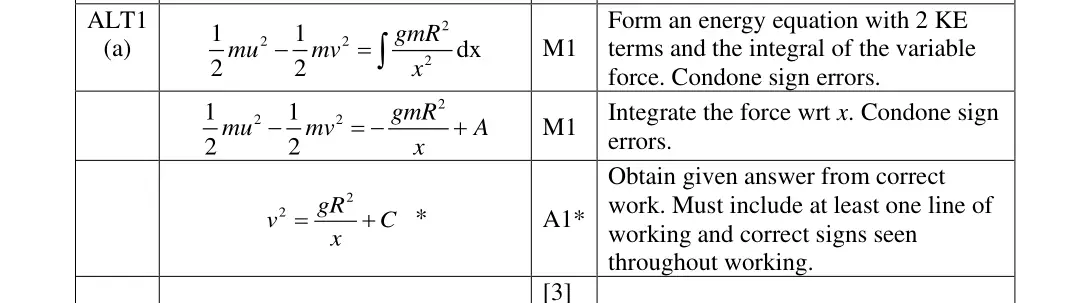 ALT1
(a)
1/2 mu² − 1/2 mv² = ∫ gmR²/x² dx
M1
Form an energy equation with 2 KE
terms and the integral of the variable
force. Condone sign errors.
1/2 mu² − 1/2 mv² = − gmR²/x + A
M1
Integrate the force wrt x. Condone sign
errors.
v² = gR²/x + C *
A1*
Obtain given answer from correct
work. Must include at least one line of
working and correct signs seen
throughout working.
[3]